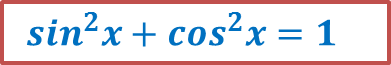 sin²x + cos²x = 1